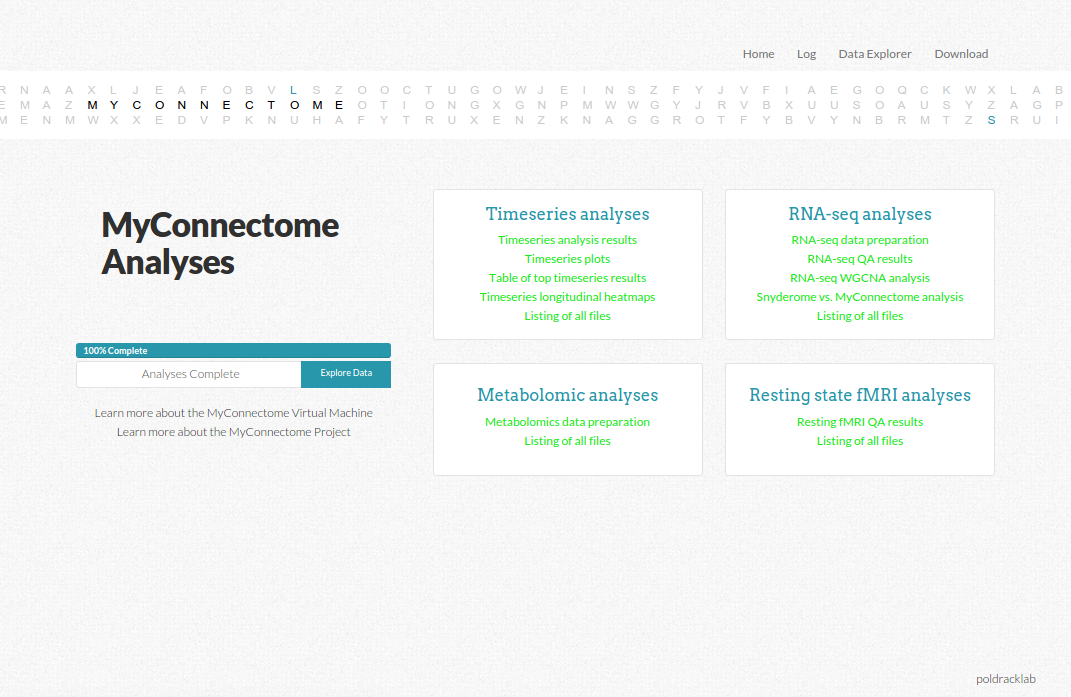 Home Log Data Explorer Download
R N A A X L J E A F O B V L S Z O O C T U G O W J E I N S Z F Y J V F I A E G O Q C K W X L A B
E M A Z M Y C O N N E C T O M E O T I O N G X G N P M W W G Y J R V B X U U S O A U S Y Z A G P
M E N M W X X E D V P K N U H A F Y T R U X E N Z K N A G G R O T F Y B V Y N B R M T Z S R U I
MyConnectome
Analyses
100% Complete
Analyses Complete Explore Data
Learn more about the MyConnectome Virtual Machine
Learn more about the MyConnectome Project
Timeseries analyses
Timeseries analysis results
Timeseries plots
Table of top timeseries results
Timeseries longitudinal heatmaps
Listing of all files
RNA-seq analyses
RNA-seq data preparation
RNA-seq QA results
RNA-seq WGCNA analysis
Snyderome vs. MyConnectome analysis
Listing of all files
Metabolomic analyses
Metabolomics data preparation
Listing of all files
Resting state fMRI analyses
Resting fMRI QA results
Listing of all files
poldracklab